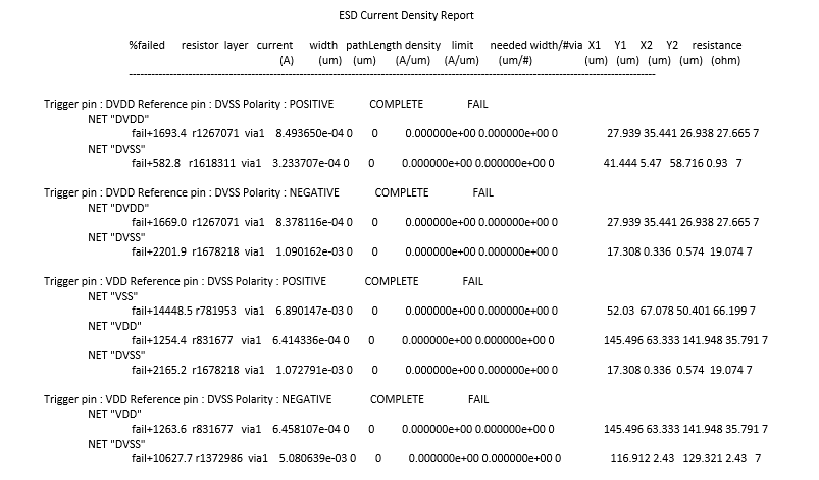 ESD Current Density Report
%failed resistor layer current width pathLength density limit needed width/#via X1 Y1 X2 Y2 resistance
(A) (um) (um) (A/um) (A/um) (um/#) (um) (um) (um) (um) (ohm)
--------------------------------------------------------------------------------------------------------------
Trigger pin : DVDD Reference pin : DVSS Polarity : POSITIVE COMPLETE FAIL
NET "DVDD"
fail+1693.4 r1267071 via1 8.493650e-04 0 0 0.000000e+00 0.000000e+00 0 27.939 35.441 26.938 27.665 7
NET "DVSS"
fail+582.8 r1618311 via1 3.233707e-04 0 0 0.000000e+00 0.000000e+00 0 41.444 5.47 58.716 0.93 7
Trigger pin : DVDD Reference pin : DVSS Polarity : NEGATIVE COMPLETE FAIL
NET "DVDD"
fail+1669.0 r1267071 via1 8.378116e-04 0 0 0.000000e+00 0.000000e+00 0 27.939 35.441 26.938 27.665 7
NET "DVSS"
fail+2201.9 r1678218 via1 1.090162e-03 0 0 0.000000e+00 0.000000e+00 0 17.308 0.336 0.574 19.074 7
Trigger pin : VDD Reference pin : DVSS Polarity : POSITIVE COMPLETE FAIL
NET "VSS"
fail+14448.5 r781953 via1 6.890147e-03 0 0 0.000000e+00 0.000000e+00 0 52.03 67.078 50.401 66.199 7
NET "VDD"
fail+1254.4 r831677 via1 6.414336e-04 0 0 0.000000e+00 0.000000e+00 0 145.496 63.333 141.948 35.791 7
NET "DVSS"
fail+2165.2 r1678218 via1 1.072791e-03 0 0 0.000000e+00 0.000000e+00 0 17.308 0.336 0.574 19.074 7
Trigger pin : VDD Reference pin : DVSS Polarity : NEGATIVE COMPLETE FAIL
NET "VDD"
fail+1263.6 r831677 via1 6.458107e-04 0 0 0.000000e+00 0.000000e+00 0 145.496 63.333 141.948 35.791 7
NET "DVSS"
fail+10627.7 r1372986 via1 5.080639e-03 0 0 0.000000e+00 0.000000e+00 0 116.912 2.43 129.321 2.43 7